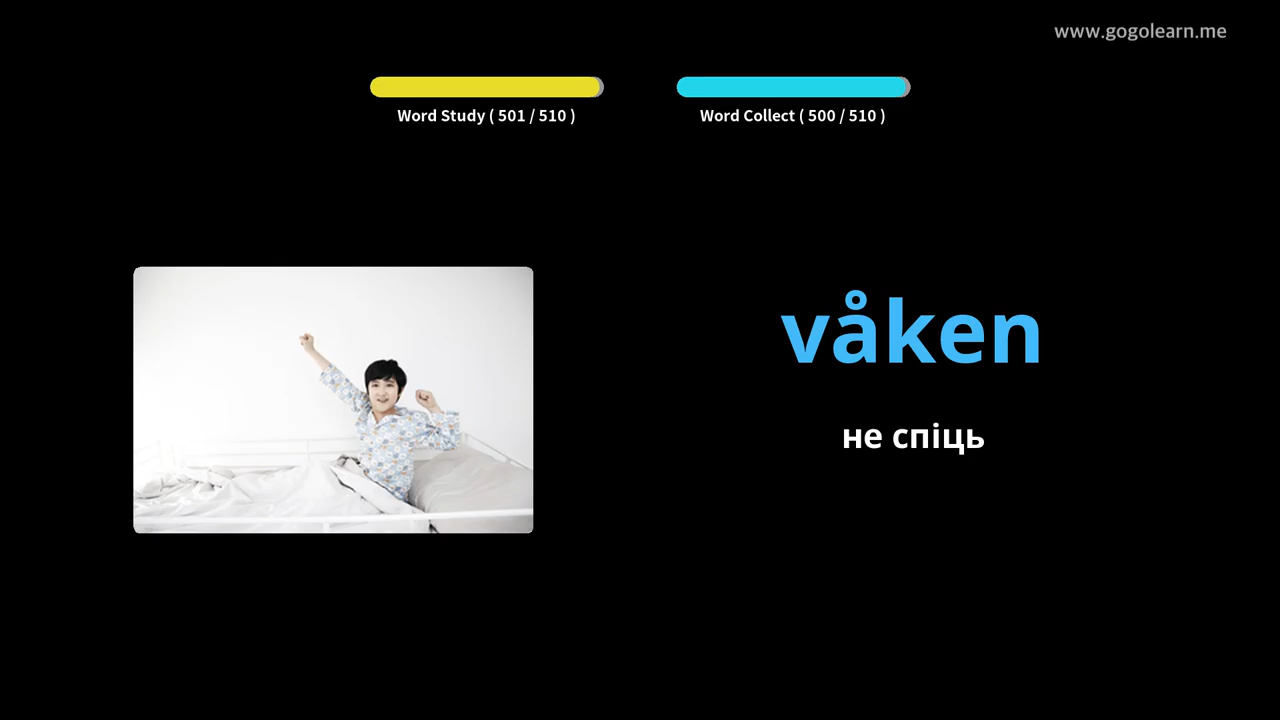 www.gogolearn.me
Word Study ( 501 / 510 )
Word Collect ( 500 / 510 )
våken
не спіць